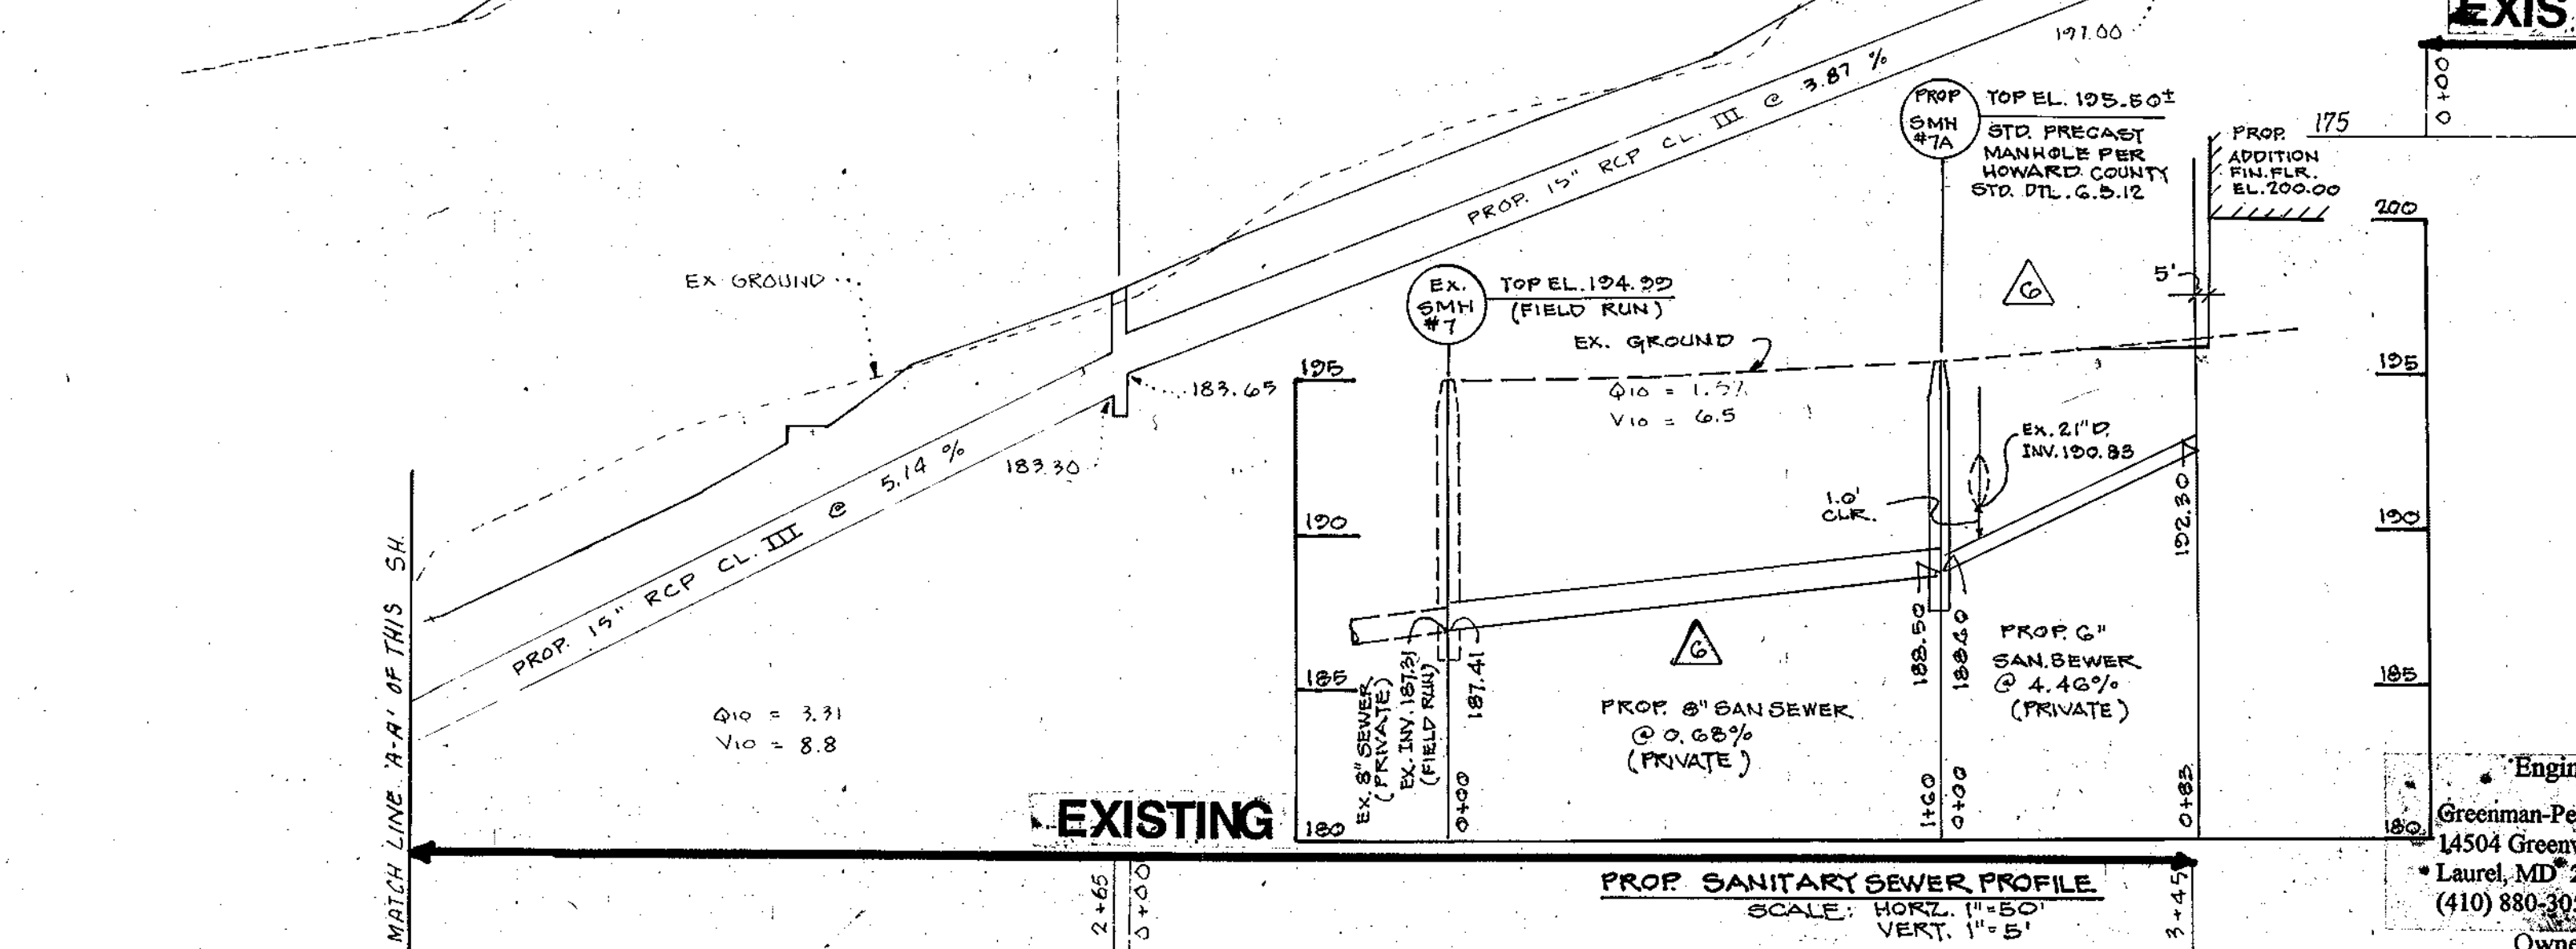 EXIS
197.00
0+00
PROP. 15" RCP CL. III @ 3.87 %
PROP
SMH
#7A
TOP EL. 195.50±
STD. PRECAST
MANHOLE PER
HOWARD COUNTY
STD. DTL. G.5.12
PROP.
ADDITION
FIN. FLR.
EL. 200.00
175
200
EX GROUND
EX.
SMH
#7
TOP EL. 194.99
(FIELD RUN)
6
5'
EX. GROUND
183.65
195
Q10 =
V10 = 6.5
195
183.30
EX. 21" D.
INV. 190.83
1.0'
CLR.
190
192.30
190
PROP. 15" RCP CL. III @ 5.14 %
MATCH LINE 'A-A' OF THIS SH.
185
EX. 8" SEWER
(PRIVATE)
EX. INV. 187.31
(FIELD RUN)
187.41
6
188.50
188.60
PROP. 6"
SAN. SEWER
@ 4.46%
(PRIVATE)
185
Q10 = 3.31
V10 = 8.8
PROP. 8" SAN SEWER
@ 0.68%
(PRIVATE)
0+00
1+60
0+00
0+83
EXISTING
180
180
Engin
Greenman-Pe
14504 Greenw
Laurel, MD 2
(410) 880-30
Owne
2+65
0+00
PROP. SANITARY SEWER PROFILE
SCALE: HORZ. 1"=50'
VERT. 1"=5'
3+45